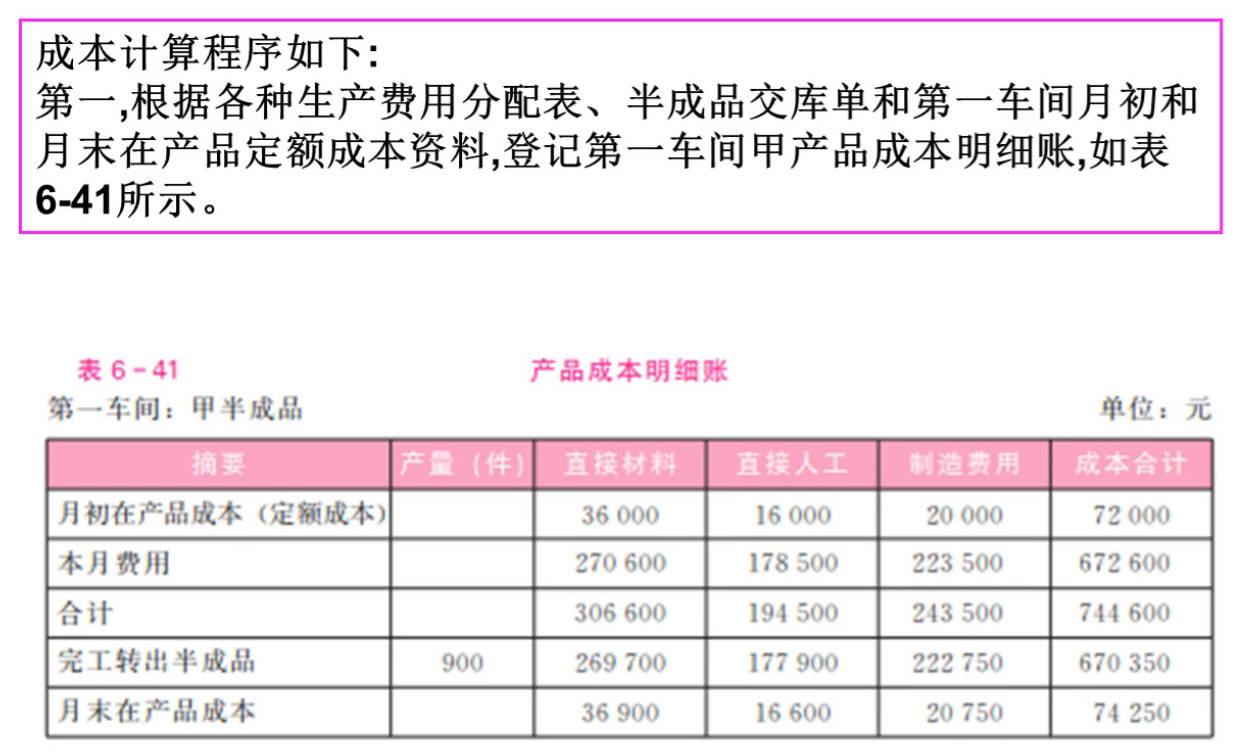 成本计算程序如下:
第一,根据各种生产费用分配表、半成品交库单和第一车间月初和
月末在产品定额成本资料,登记第一车间甲产品成本明细账,如表
6-41所示。
表 6-41 产品成本明细账
第一车间：甲半成品 单位：元
摘要 产量（件） 直接材料 直接人工 制造费用 成本合计
月初在产品成本（定额成本） 36 000 16 000 20 000 72 000
本月费用 270 600 178 500 223 500 672 600
合计 306 600 194 500 243 500 744 600
完工转出半成品 900 269 700 177 900 222 750 670 350
月末在产品成本 36 900 16 600 20 750 74 250